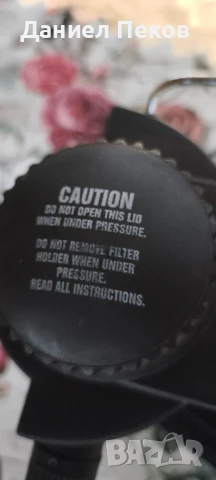 Даниел Пеков
CAUTION
DO NOT OPEN THIS LID
WHEN UNDER PRESSURE.
DO NOT REMOVE FILTER
HOLDER WHEN UNDER
PRESSURE.
READ ALL INSTRUCTIONS.
BAZAR